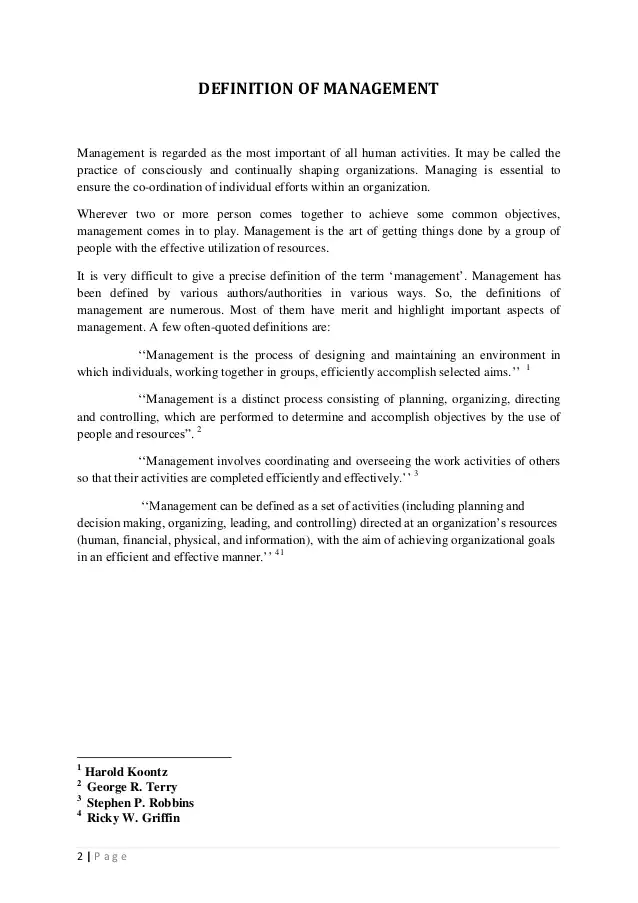 DEFINITION OF MANAGEMENT
Management is regarded as the most important of all human activities. It may be called the
practice of consciously and continually shaping organizations. Managing is essential to
ensure the co-ordination of individual efforts within an organization.
Wherever two or more person comes together to achieve some common objectives,
management comes in to play. Management is the art of getting things done by a group of
people with the effective utilization of resources.
It is very difficult to give a precise definition of the term ‘management’. Management has
been defined by various authors/authorities in various ways. So, the definitions of
management are numerous. Most of them have merit and highlight important aspects of
management. A few often-quoted definitions are:
‘‘Management is the process of designing and maintaining an environment in
which individuals, working together in groups, efficiently accomplish selected aims.’’ 1
‘‘Management is a distinct process consisting of planning, organizing, directing
and controlling, which are performed to determine and accomplish objectives by the use of
people and resources”. 2
‘‘Management involves coordinating and overseeing the work activities of others
so that their activities are completed efficiently and effectively.’’ 3
‘‘Management can be defined as a set of activities (including planning and
decision making, organizing, leading, and controlling) directed at an organization’s resources
(human, financial, physical, and information), with the aim of achieving organizational goals
in an efficient and effective manner.’’ 41
1 Harold Koontz
2 George R. Terry
3 Stephen P. Robbins
4 Ricky W. Griffin
2 | Page